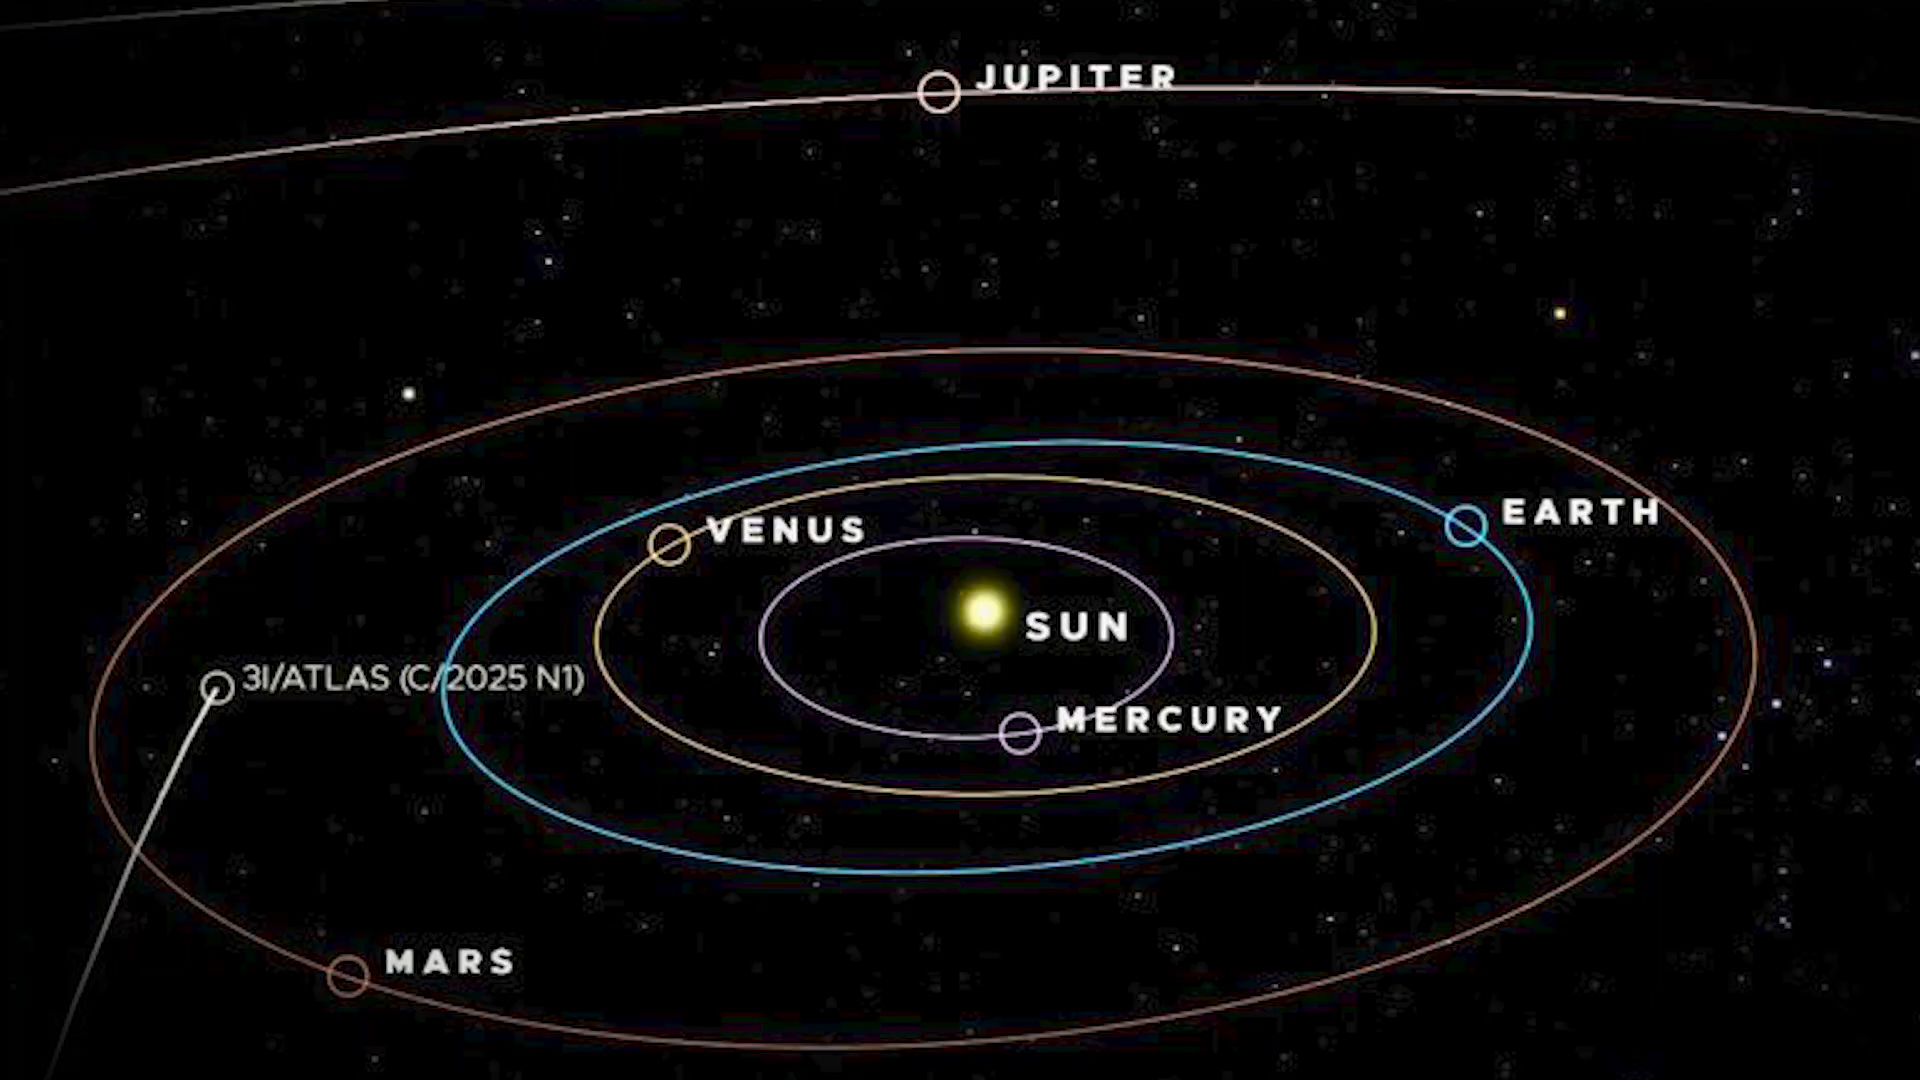 JUPITER
EARTH
VENUS
SUN
3I/ATLAS (C/2025 N1)
MERCURY
MARS